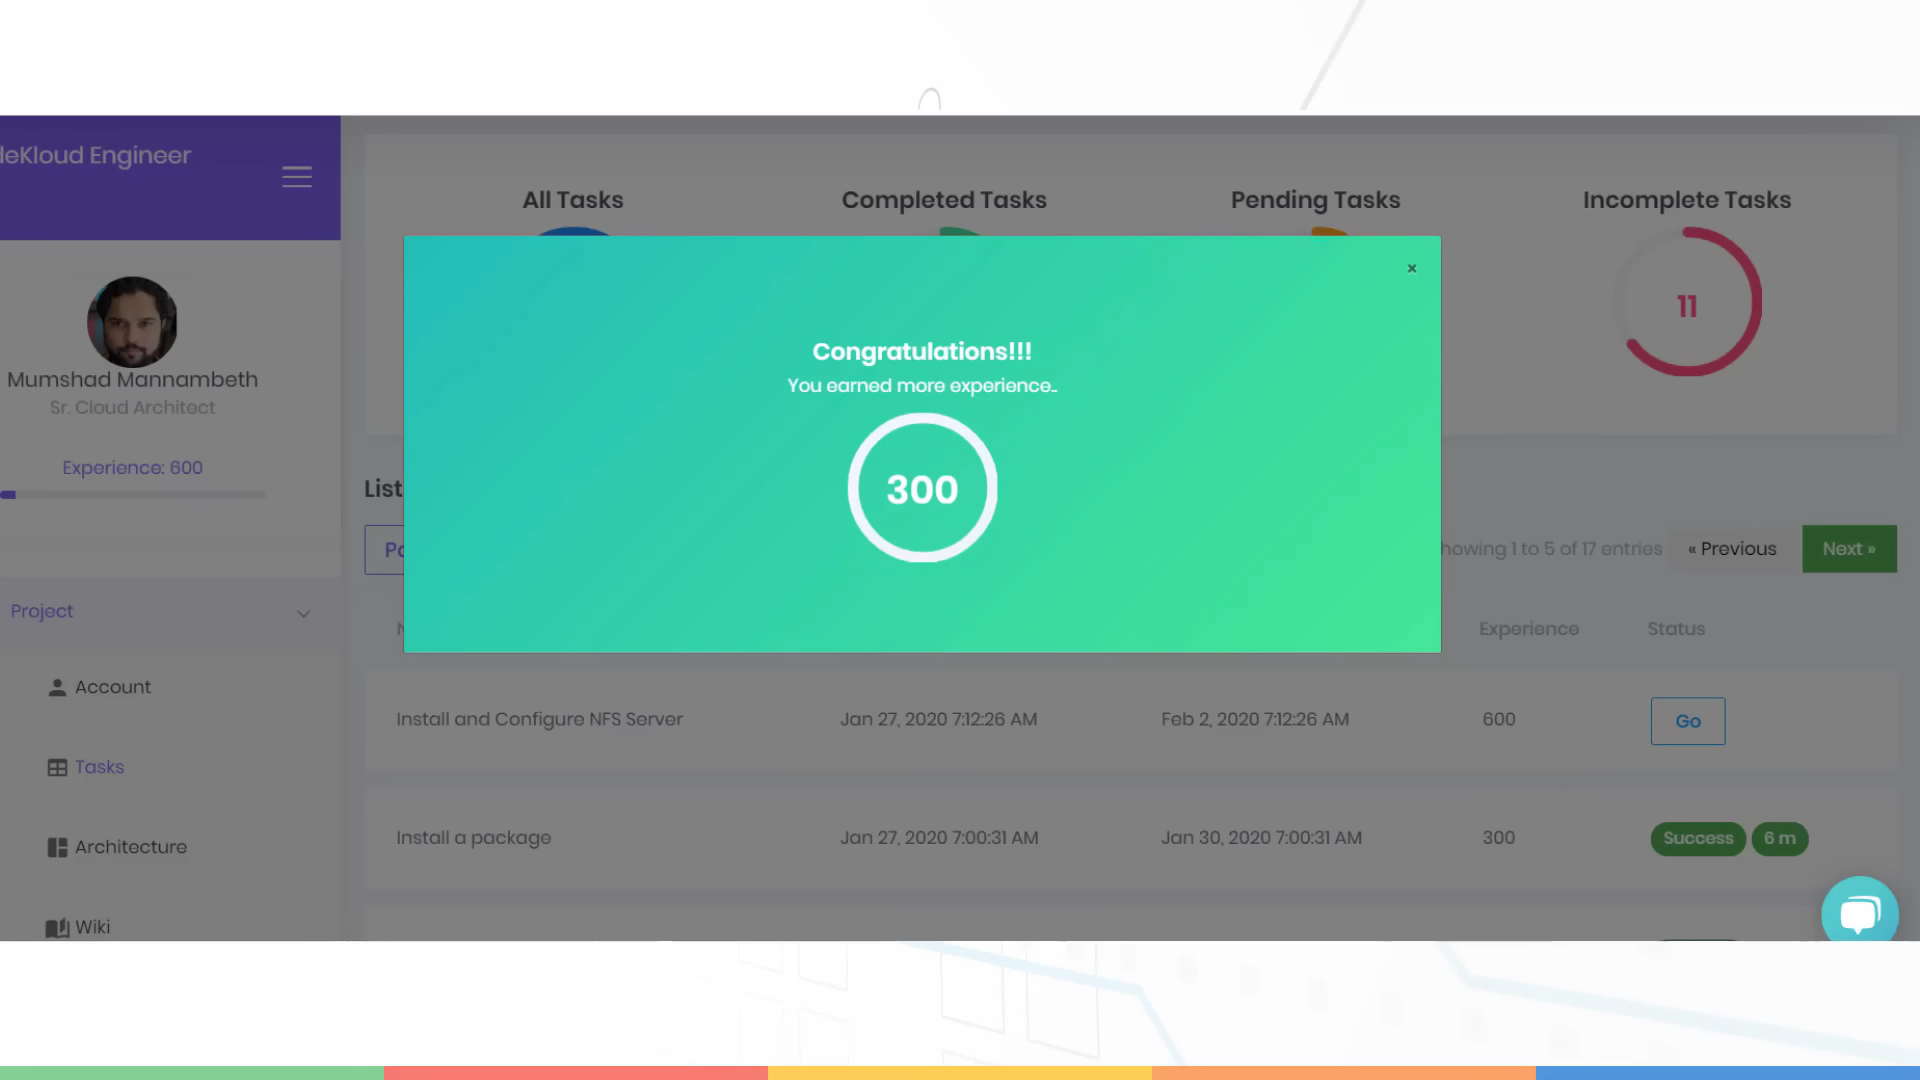 deKloud Engineer
All Tasks
Completed Tasks
Pending Tasks
Incomplete Tasks
11
×
Congratulations!!!
You earned more experience..
300
Mumshad Mannambeth
Sr. Cloud Architect
Experience: 600
List
howing 1 to 5 of 17 entries
« Previous
Next »
Project
Experience
Status
Account
Install and Configure NFS Server
Jan 27, 2020 7:12:26 AM
Feb 2, 2020 7:12:26 AM
600
Go
Tasks
Install a package
Jan 27, 2020 7:00:31 AM
Jan 30, 2020 7:00:31 AM
300
Success
6 m
Architecture
Wiki